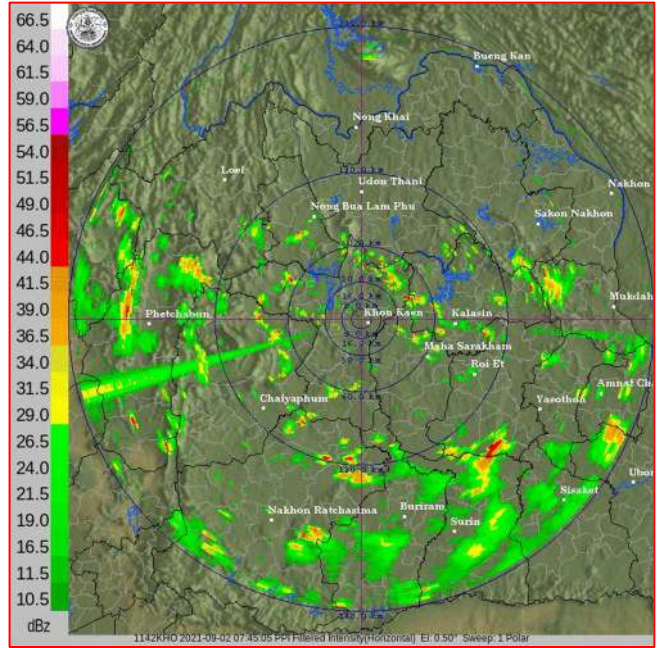 66.5
64.0
61.5
59.0
56.5
54.0
51.5
49.0
44.0
41.5
39.0
36.5
34.0
31.5
29.0
26.5
24.0
21.5
19.0
16.5
14.0
11.5
10.5
dBz
Bueng Kan
Nong Khai
Loei
Udon Thani
Nakhon
Nong Bua Lam Phu
Sakon Nakhon
Mukdah
Phetchabun
Khon Kaen
Kalasin
Maha Sarakham
Roi Et
Amnat Cha
Chaiyaphum
Yasothon
Ubon
Sisaket
Nakhon Ratchasima
Buriram
Surin
1142KHO 2021-09-02 07:45:05 PPI Filtered Intensity(Horizontal) El: 0.50° Sweep: 1 Polar